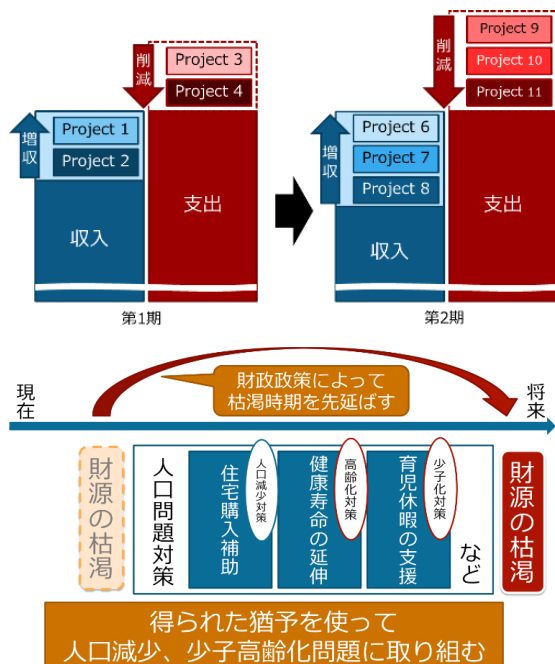 削減
Project 3
Project 4
増収
Project 1
Project 2
収入
支出
第1期
削減
Project 9
Project 10
Project 11
増収
Project 6
Project 7
Project 8
収入
支出
第2期
現在
財政政策によって
枯渇時期を先延ばす
将来
財源の枯渇
人口問題対策
住宅購入補助
人口減少対策
健康寿命の延伸
高齢化対策
育児休暇の支援
少子化対策
など
財源の枯渇
得られた猶予を使って
人口減少、少子高齢化問題に取り組む